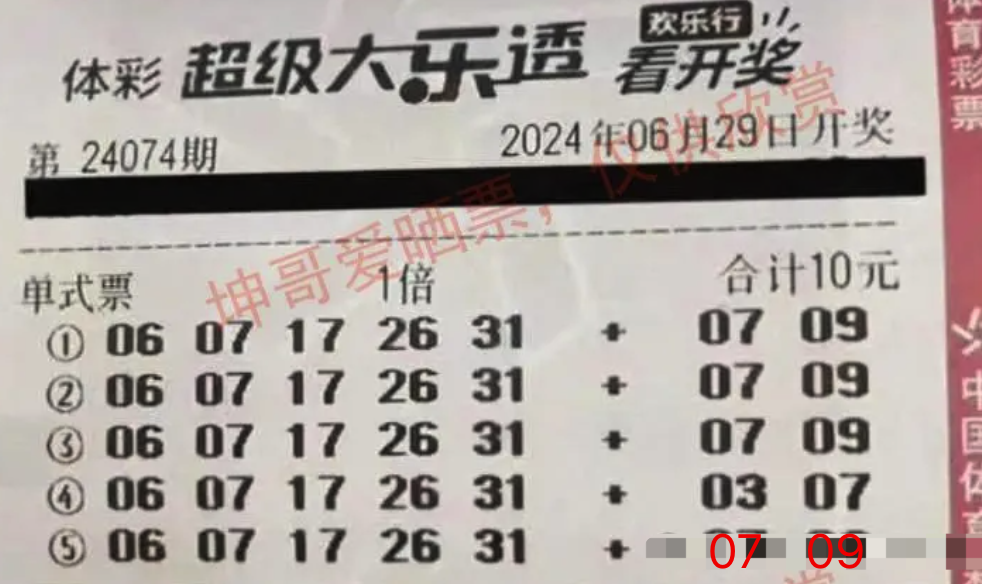 体彩 超级大乐透 欢乐行 看开奖
第 24074期 2024年06月29日开奖
坤哥爱晒票，仅供欣赏
单式票 1倍 合计10元
① 06 07 17 26 31 + 07 09
② 06 07 17 26 31 + 07 09
③ 06 07 17 26 31 + 07 09
④ 06 07 17 26 31 + 03 07
⑤ 06 07 17 26 31 + 07 09
体育彩票
中国体育